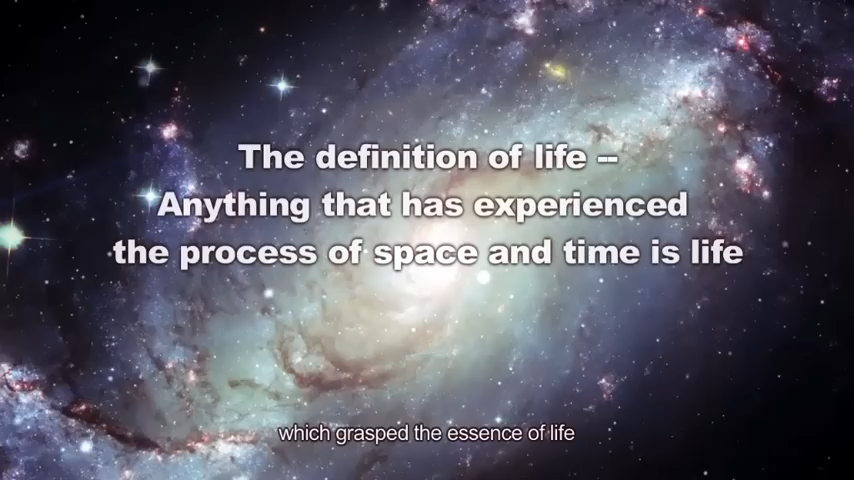 The definition of life --
Anything that has experienced
the process of space and time is life
which grasped the essence of life